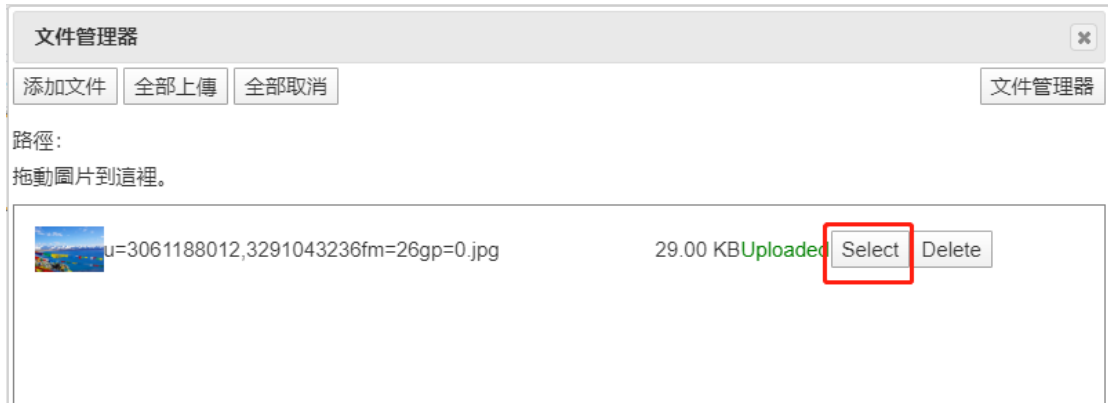 文件管理器
添加文件 全部上傳 全部取消 文件管理器
路徑：
拖動圖片到這裡。
u=3061188012,3291043236fm=26gp=0.jpg 29.00 KB Uploaded Select Delete